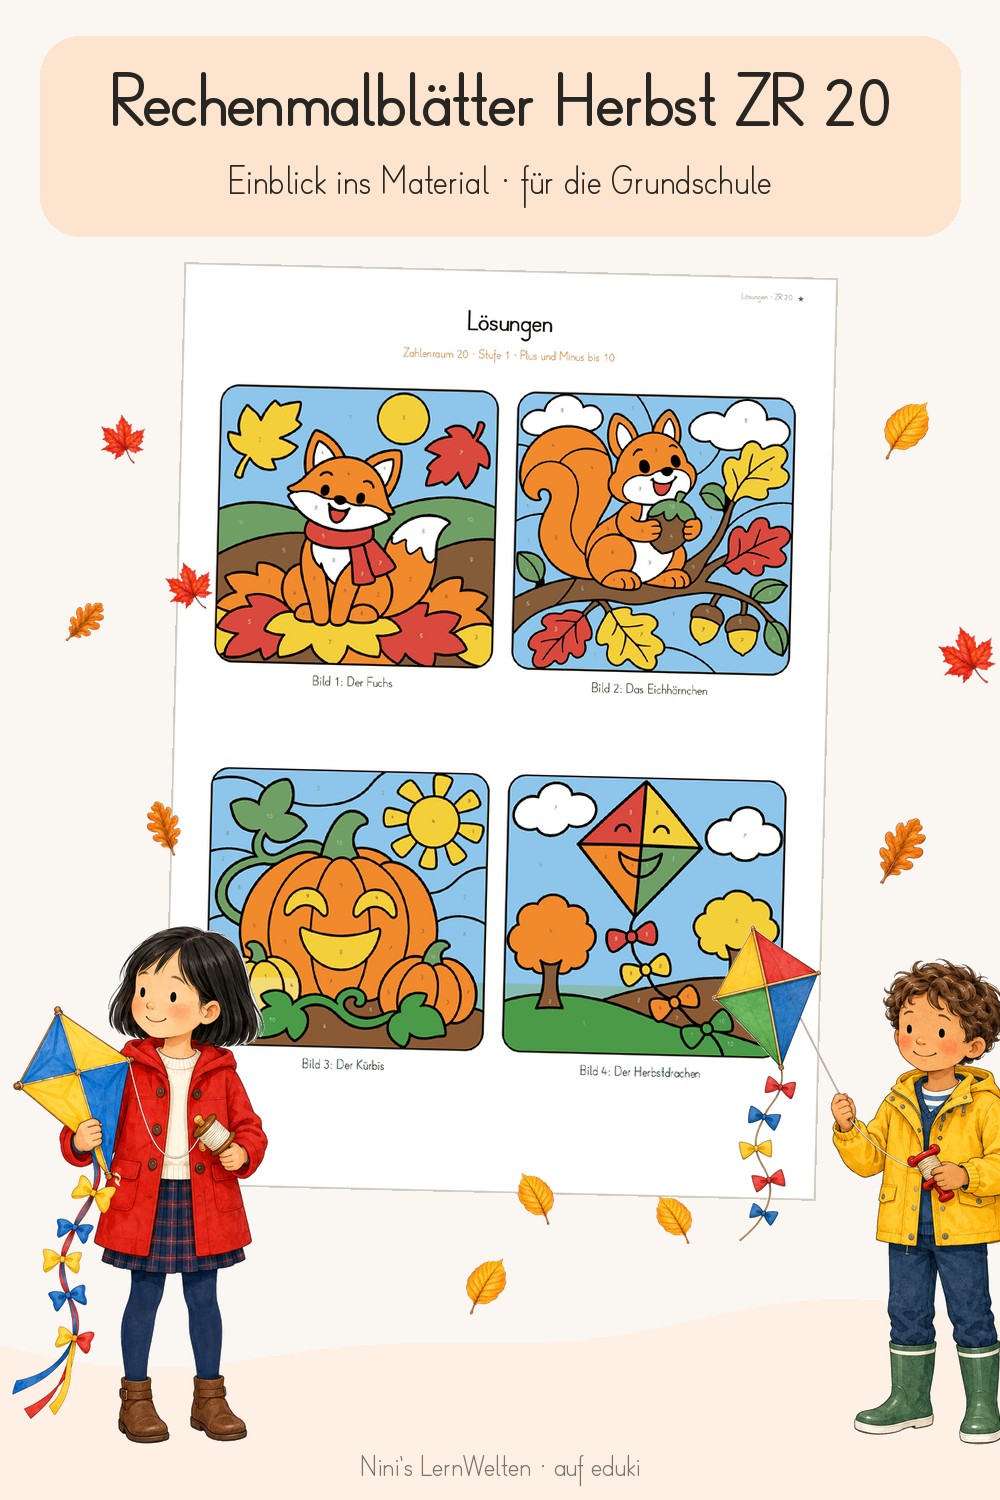 Rechenmalblätter Herbst ZR 20
Einblick ins Material · für die Grundschule
Lösungen · ZR 20 ★
Lösungen
Zahlenraum 20 · Stufe 1 · Plus und Minus bis 10
Bild 1: Der Fuchs
Bild 2: Das Eichhörnchen
Bild 3: Der Kürbis
Bild 4: Der Herbstdrachen
Nini's LernWelten · auf eduki